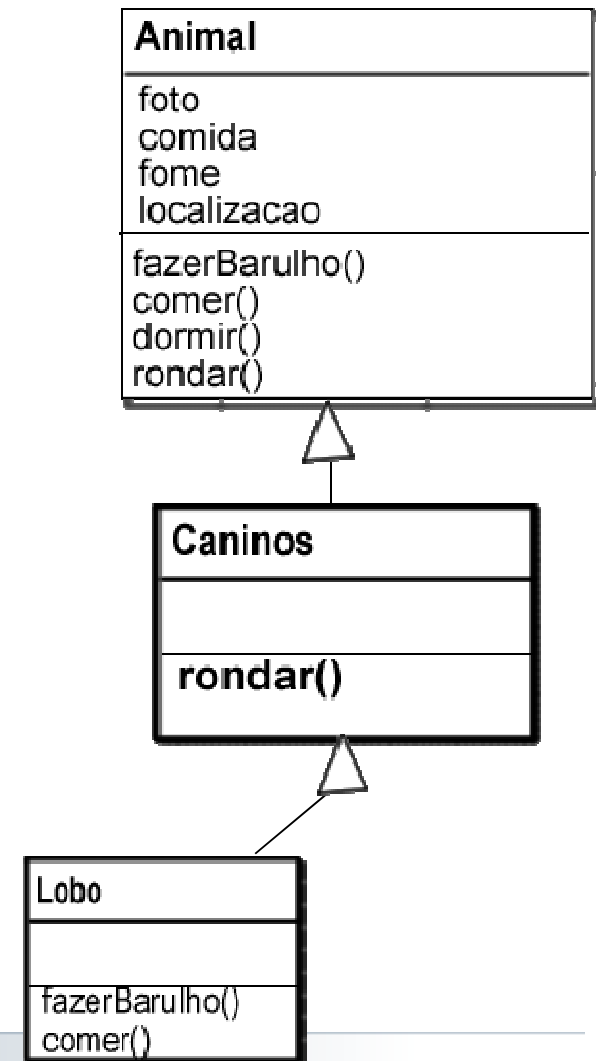 Animal
foto
comida
fome
localizacao
fazerBarulho()
comer()
dormir()
rondar()
Caninos
rondar()
Lobo
fazerBarulho()
comer()